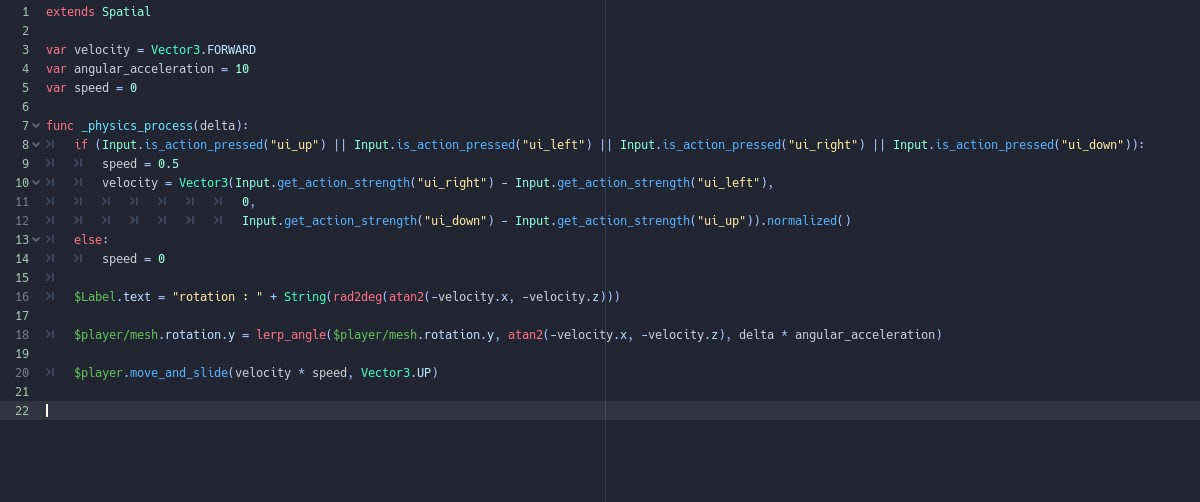 1 extends Spatial
2
3 var velocity = Vector3.FORWARD
4 var angular_acceleration = 10
5 var speed = 0
6
7 func _physics_process(delta):
8 if (Input.is_action_pressed("ui_up") || Input.is_action_pressed("ui_left") || Input.is_action_pressed("ui_right") || Input.is_action_pressed("ui_down")):
9 speed = 0.5
10 velocity = Vector3(Input.get_action_strength("ui_right") - Input.get_action_strength("ui_left"),
11 0,
12 Input.get_action_strength("ui_down") - Input.get_action_strength("ui_up")).normalized()
13 else:
14 speed = 0
15
16 $Label.text = "rotation : " + String(rad2deg(atan2(-velocity.x, -velocity.z)))
17
18 $player/mesh.rotation.y = lerp_angle($player/mesh.rotation.y, atan2(-velocity.x, -velocity.z), delta * angular_acceleration)
19
20 $player.move_and_slide(velocity * speed, Vector3.UP)
21
22